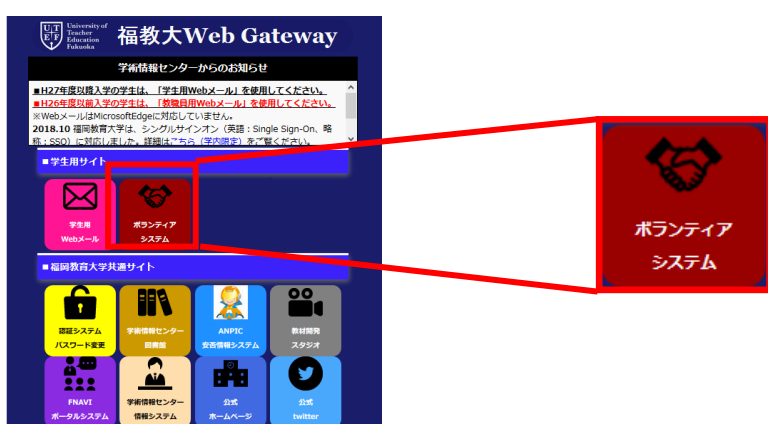 University of
Teacher
Education
Fukuoka
福教大Web Gateway
学術情報センターからのお知らせ
■H27年度以降入学の学生は、「学生用Webメール」を使用してください。
■H26年度以前入学の学生は、「教職員用Webメール」を使用してください。
※WebメールはMicrosoftEdgeに対応していません。
2018.10 福岡教育大学は、シングルサインオン（英語：Single Sign-On、略
称：SSO）に対応しました。詳細はこちら（学内限定）をご覧ください。
■学生用サイト
学生用
Webメール
ボランティア
システム
ボランティア
システム
■福岡教育大学共通サイト
認証システム
パスワード変更
学術情報センター
図書館
ANPIC
安否情報システム
教材開発
スタジオ
FNAVI
ポータルシステム
学術情報センター
情報システム
公式
ホームページ
公式
twitter